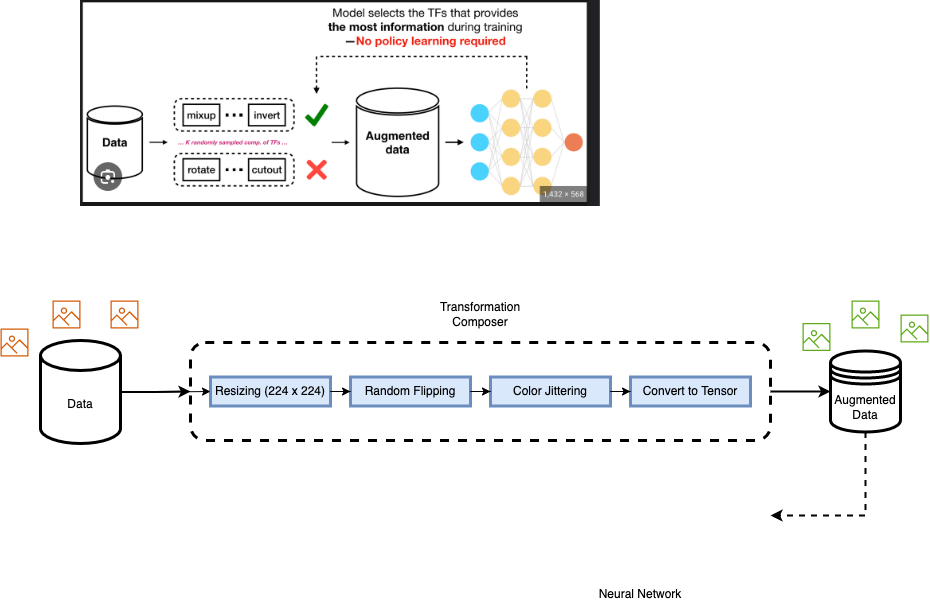 Model selects the TFs that provides
the most information during training
—No policy learning required
Data
mixup ••• invert
... K randomly sampled comp. of TFs ...
rotate ••• cutout
Augmented
data
1,432 × 568
Transformation
Composer
Data
Resizing (224 x 224)
Random Flipping
Color Jittering
Convert to Tensor
Augmented
Data
Neural Network